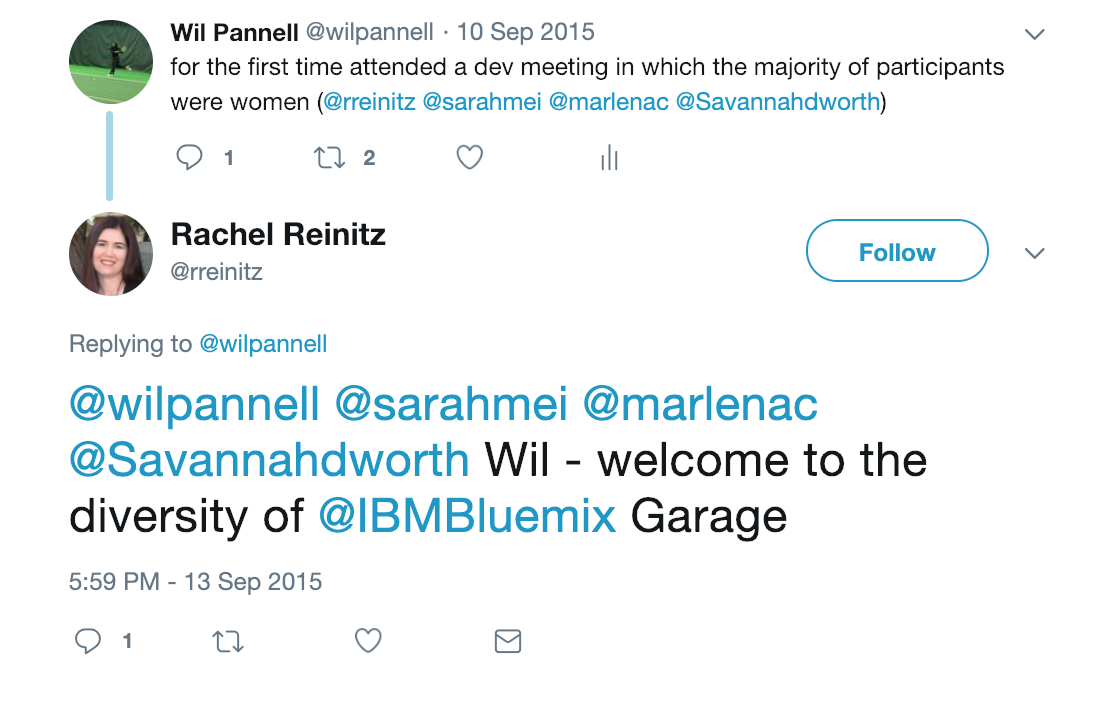 Wil Pannell @wilpannell · 10 Sep 2015
for the first time attended a dev meeting in which the majority of participants
were women (@rreinitz @sarahmei @marlenac @Savannahdworth)
1 2
Rachel Reinitz
@rreinitz
Follow
Replying to @wilpannell
@wilpannell @sarahmei @marlenac
@Savannahdworth Wil - welcome to the
diversity of @IBMBluemix Garage
5:59 PM - 13 Sep 2015
1